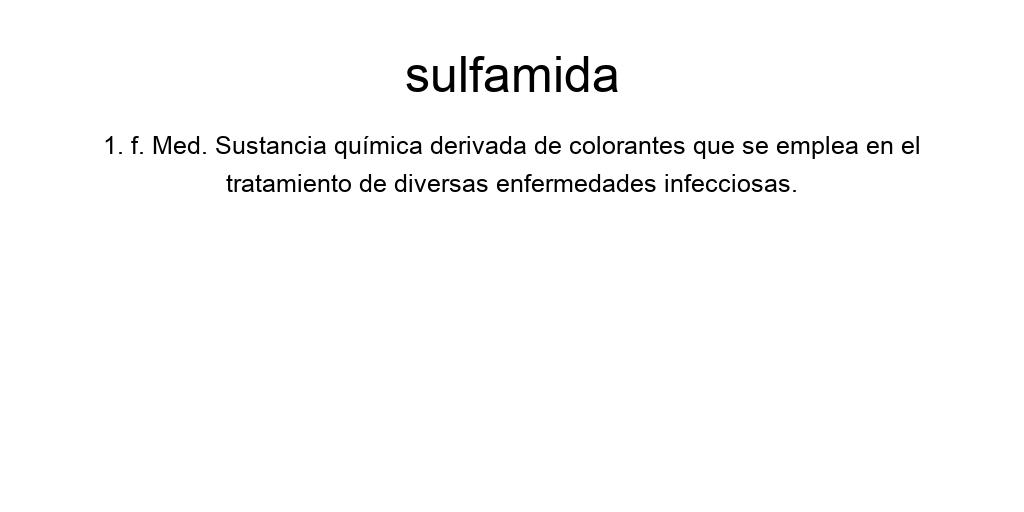 sulfamida
1. f. Med. Sustancia química derivada de colorantes que se emplea en el
tratamiento de diversas enfermedades infecciosas.